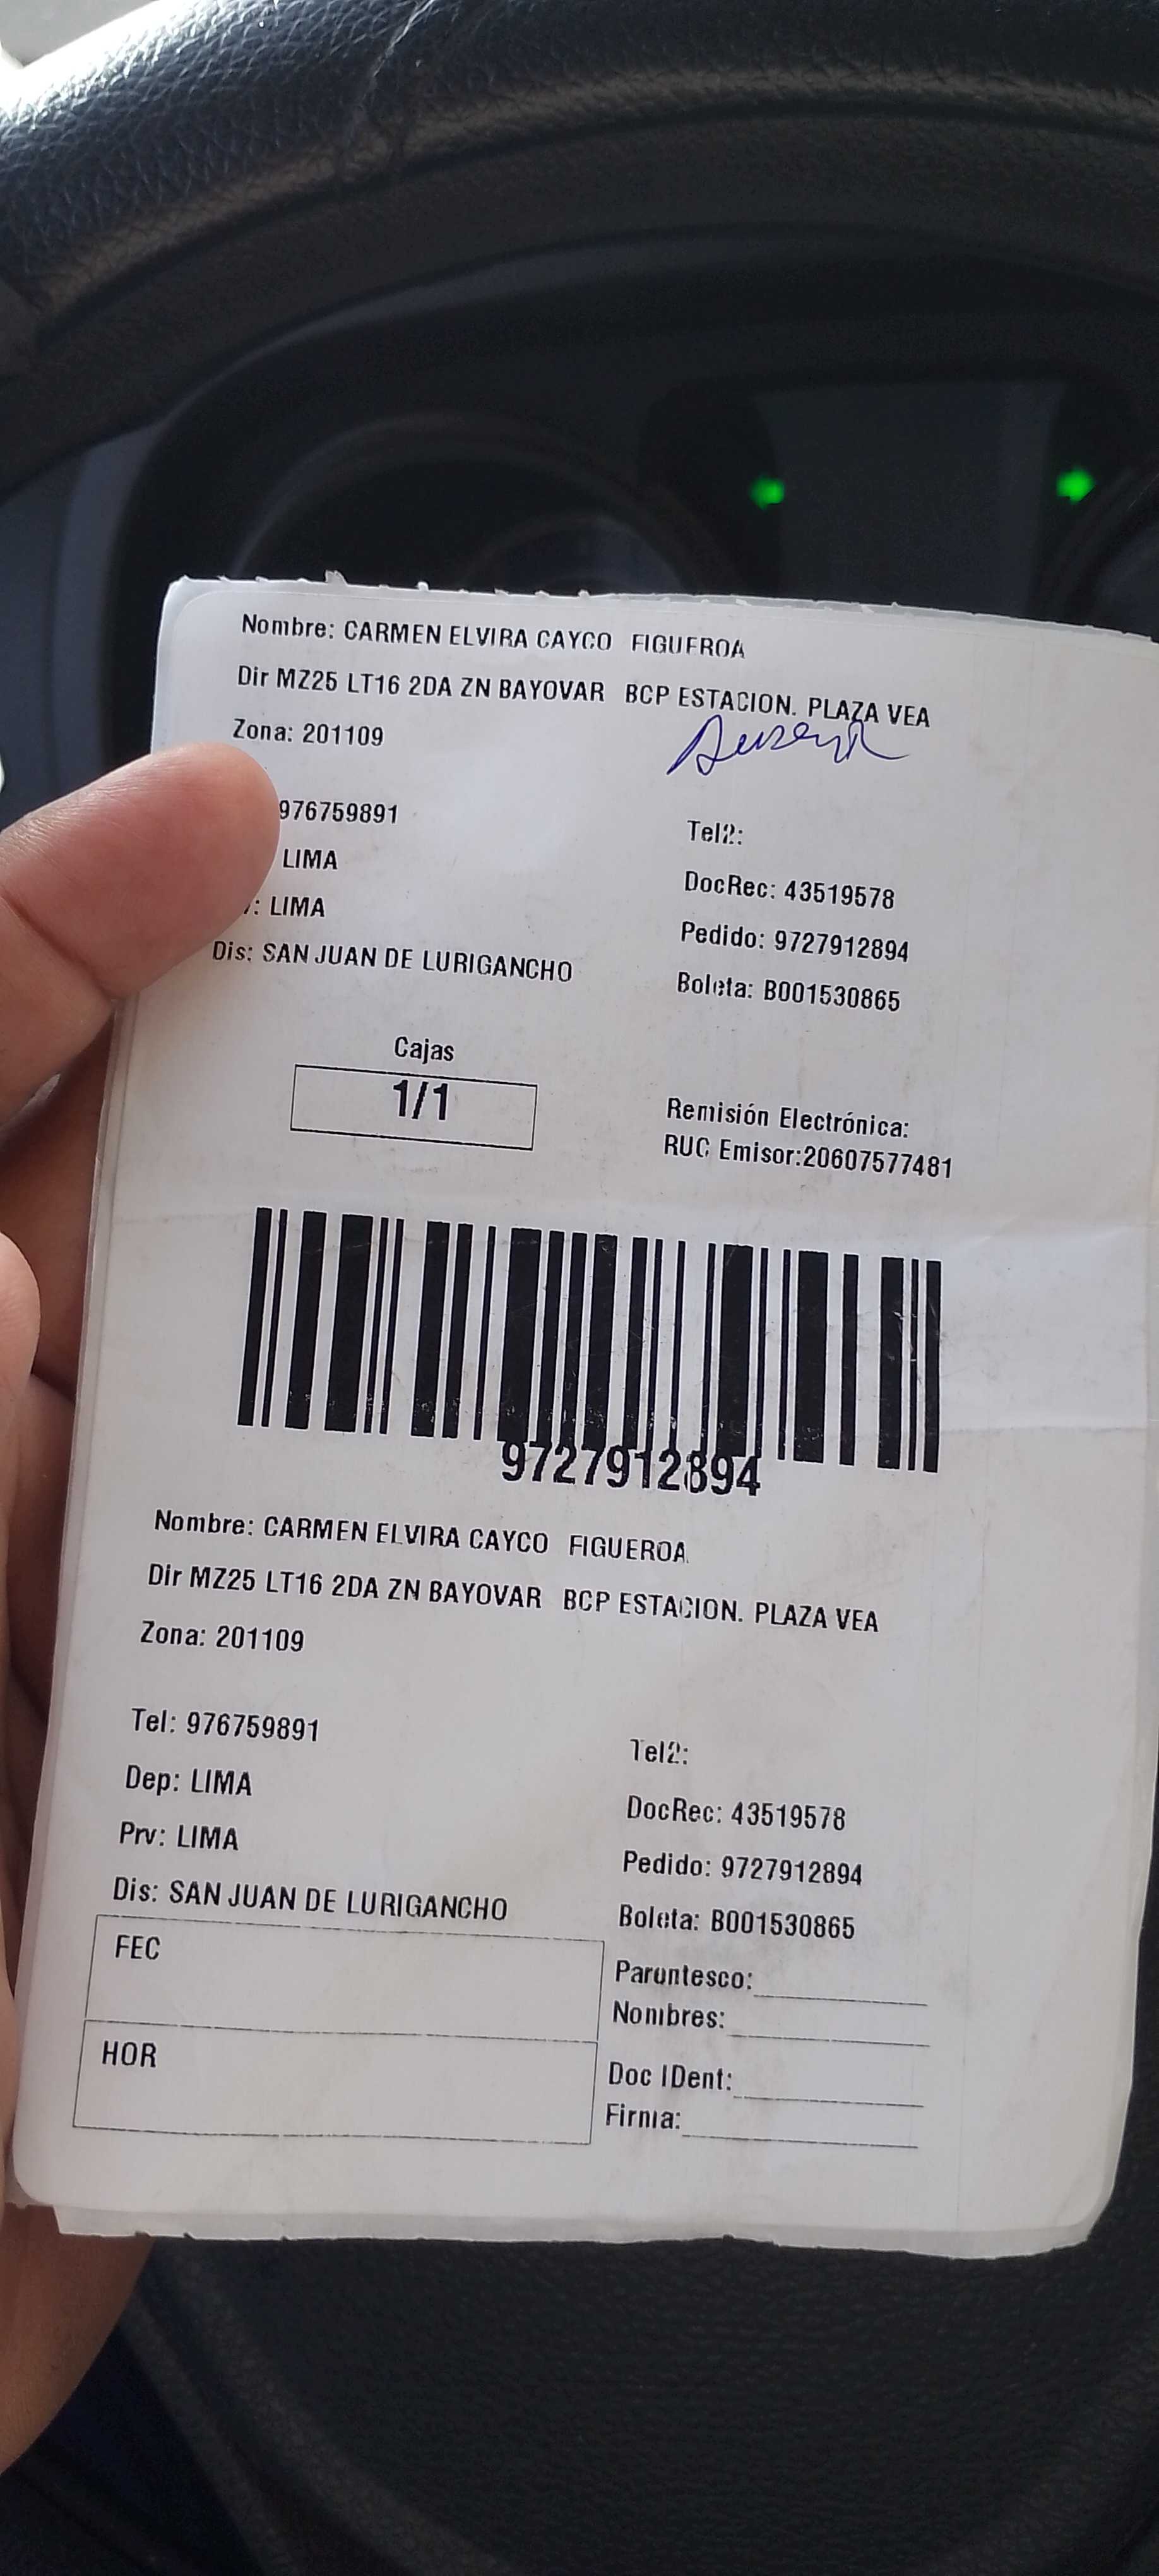 Nombre: CARMEN ELVIRA CAYCO FIGUEROA
Dir MZ25 LT16 2DA ZN BAYOVAR BCP ESTACION. PLAZA VEA
Zona: 201109
976759891
Tel2:
LIMA
DocRec: 43519578
: LIMA
Pedido: 9727912894
Dis: SAN JUAN DE LURIGANCHO
Boleta: B001530865
Cajas
1/1
Remisión Electrónica:
RUC Emisor:20607577481
9727912894
Nombre: CARMEN ELVIRA CAYCO FIGUEROA
Dir MZ25 LT16 2DA ZN BAYOVAR BCP ESTACION. PLAZA VEA
Zona: 201109
Tel: 976759891
Tel2:
Dep: LIMA
DocRec: 43519578
Prv: LIMA
Pedido: 9727912894
Dis: SAN JUAN DE LURIGANCHO
Boleta: B001530865
FEC
Parentesco:
Nombres:
HOR
Doc IDent:
Firma: